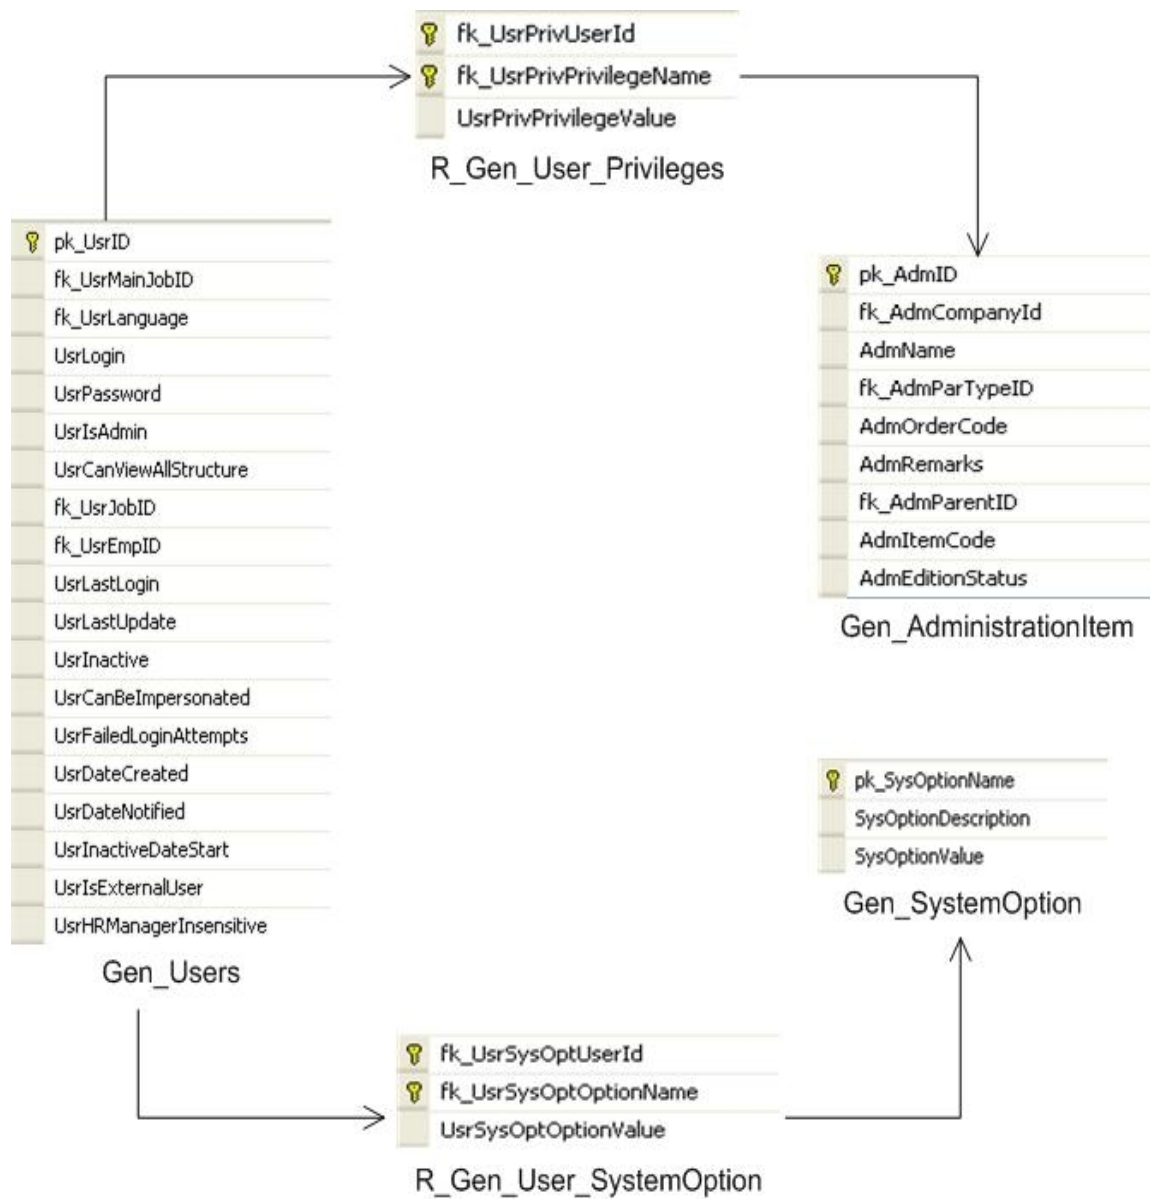 fk_UsrPrivUserId
fk_UsrPrivPrivilegeName
UsrPrivPrivilegeValue
R_Gen_User_Privileges
pk_UsrID
fk_UsrMainJobID
fk_UsrLanguage
UsrLogin
UsrPassword
UsrIsAdmin
UsrCanViewAllStructure
fk_UsrJobID
fk_UsrEmpID
UsrLastLogin
UsrLastUpdate
UsrInactive
UsrCanBeImpersonated
UsrFailedLoginAttempts
UsrDateCreated
UsrDateNotified
UsrInactiveDateStart
UsrIsExternalUser
UsrHRManagerInsensitive
Gen_Users
pk_AdmID
fk_AdmCompanyId
AdmName
fk_AdmParTypeID
AdmOrderCode
AdmRemarks
fk_AdmParentID
AdmItemCode
AdmEditionStatus
Gen_AdministrationItem
pk_SysOptionName
SysOptionDescription
SysOptionValue
Gen_SystemOption
fk_UsrSysOptUserId
fk_UsrSysOptOptionName
UsrSysOptOptionValue
R_Gen_User_SystemOption